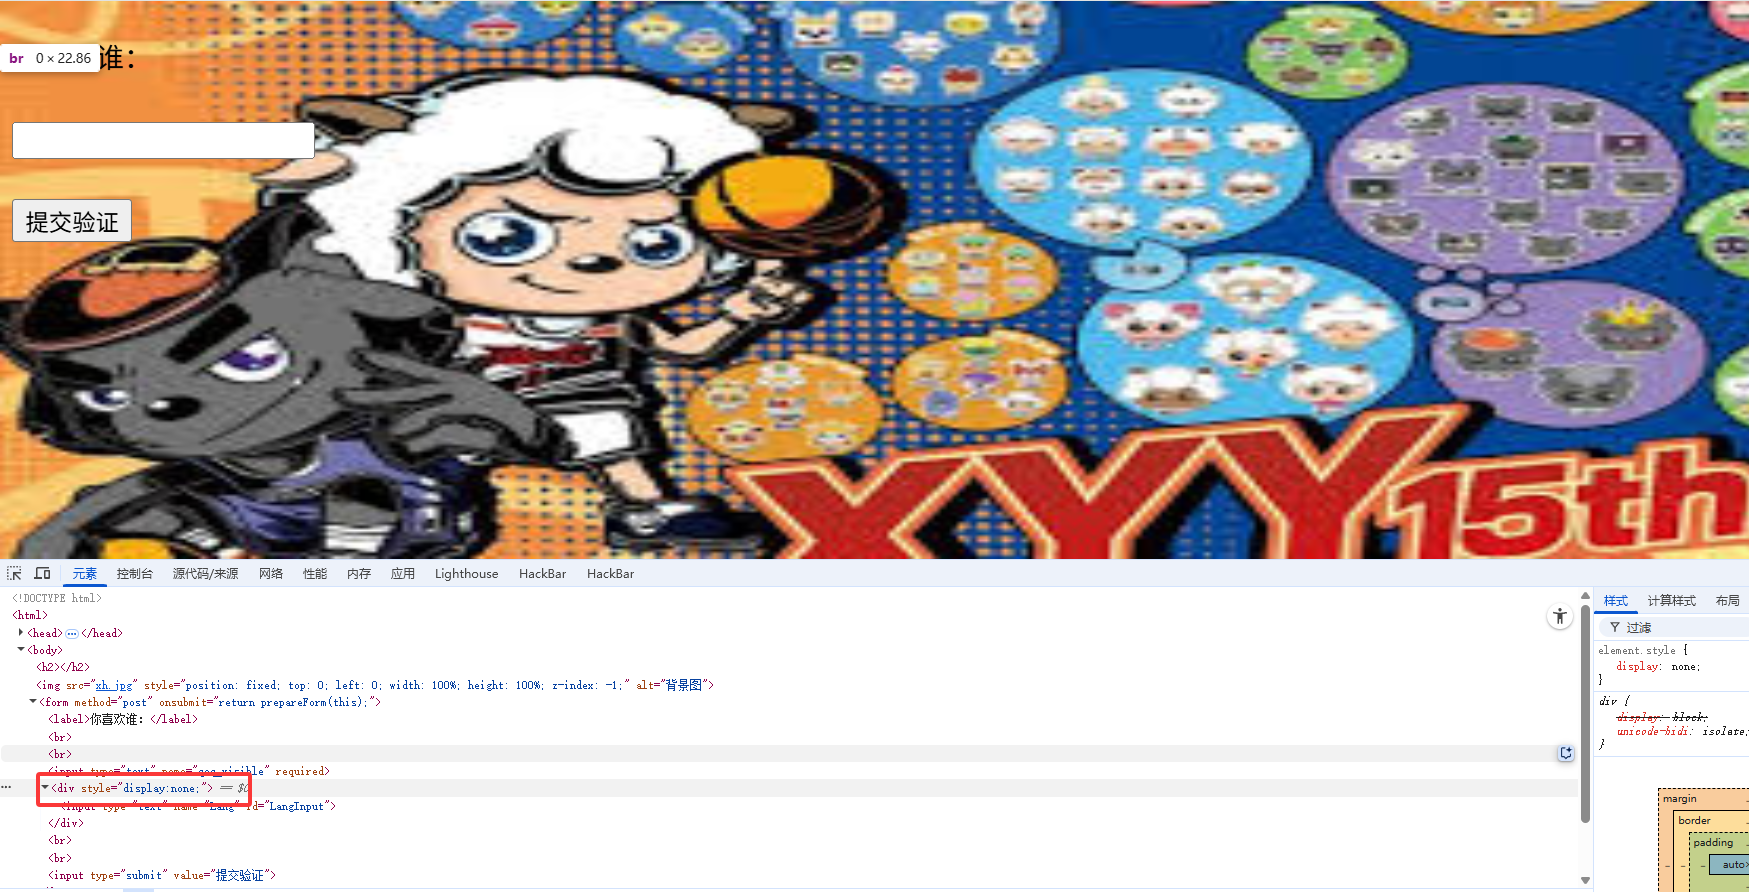 br 0 × 22.86
谁：
提交验证
XYY 15th
元素 控制台 源代码/来源 网络 性能 内存 应用 Lighthouse HackBar HackBar
<!DOCTYPE html>
<html>
<head> ⋯ </head>
<body>
<h2></h2>
<img src="xh.jpg" style="position: fixed; top: 0; left: 0; width: 100%; height: 100%; z-index: -1;" alt="背景图">
<form method="post" onsubmit="return prepareForm(this);">
<label>你喜欢谁：</label>
<br>
<br>
<input type="text" name="qcq_visible" required>
<div style="display:none;"> == $0
<input type="text" name="Lang" id="LangInput">
</div>
<br>
<br>
<input type="submit" value="提交验证">
样式 计算样式 布局
过滤
element.style {
display: none;
}
div {
display: block;
unicode-bidi: isolate;
}
margin
border
padding
auto